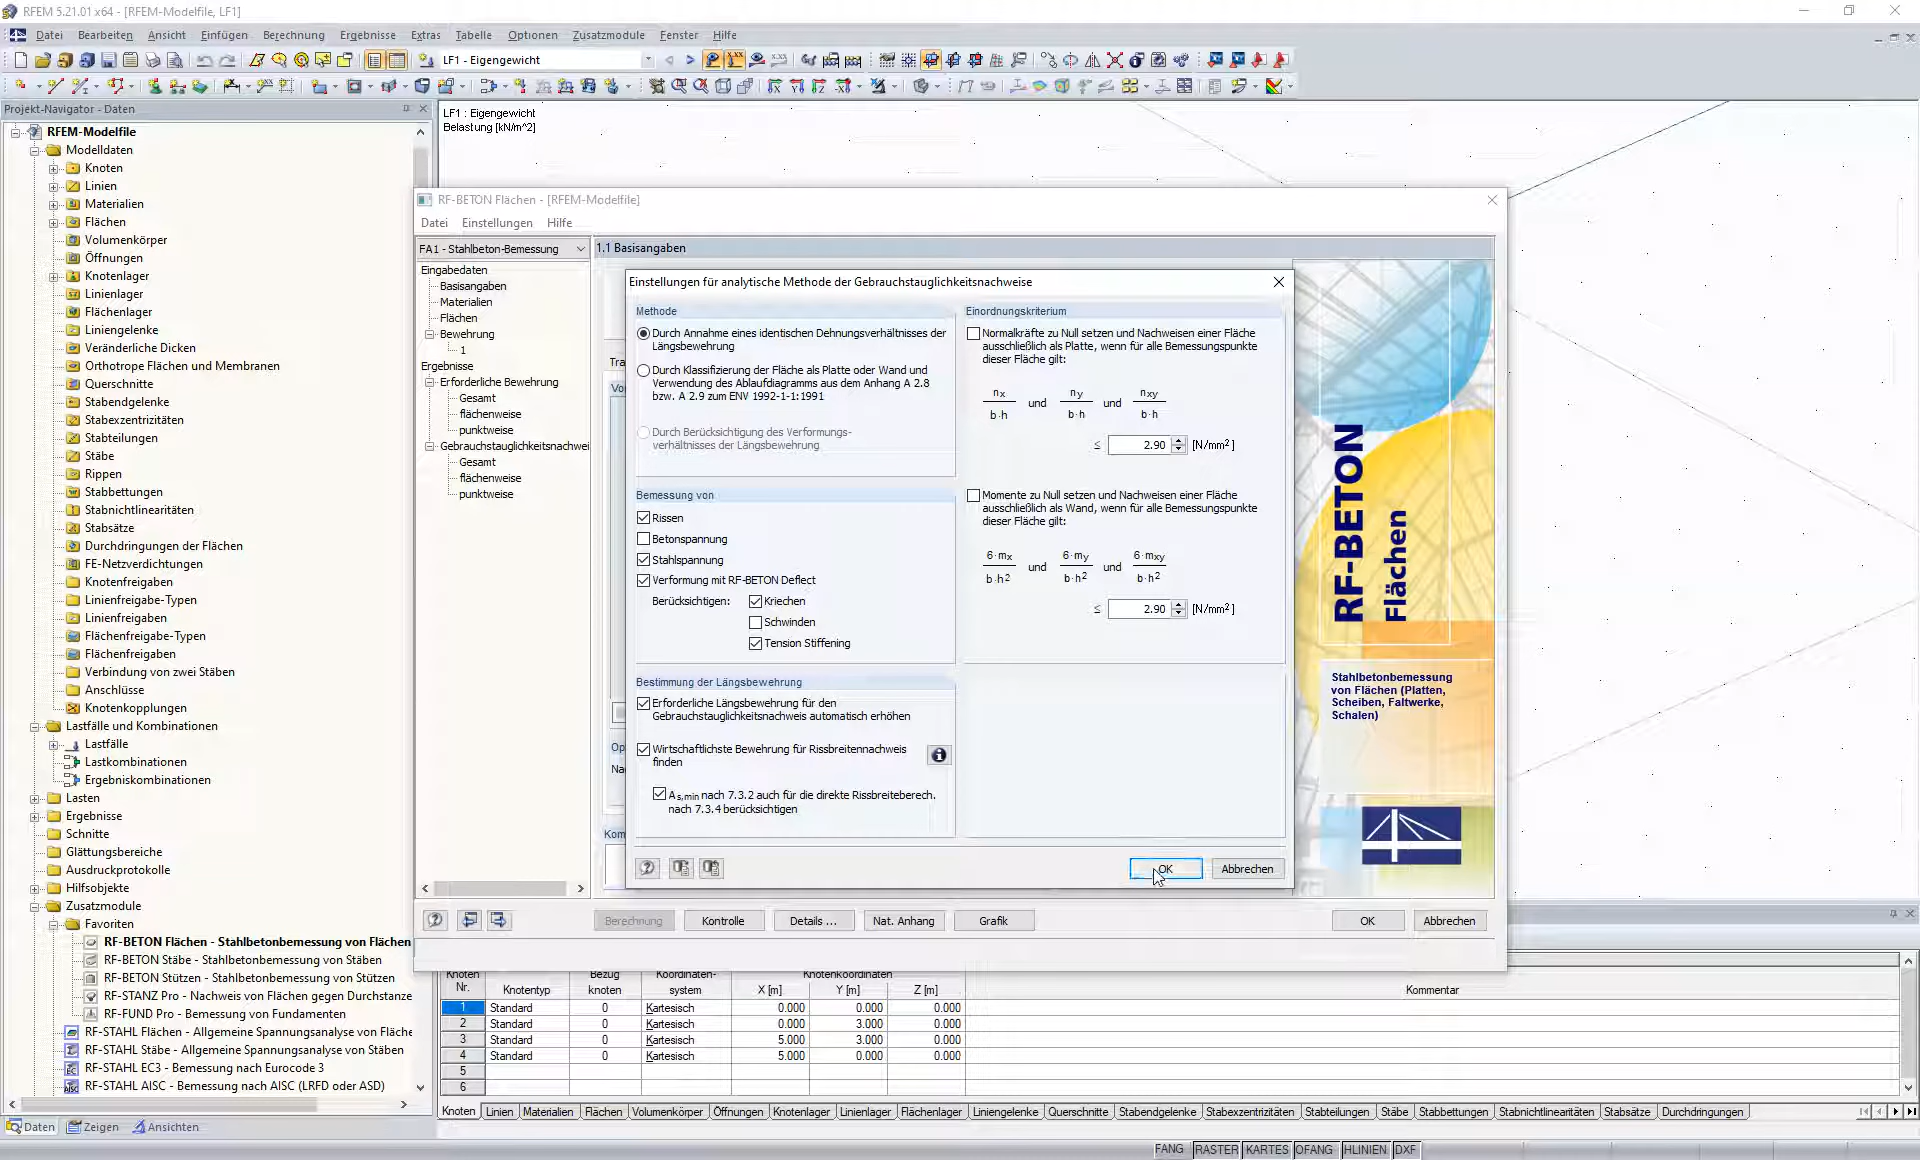 RFEM 5.21.01 x64 - [RFEM-Modelfile, LF1]
Datei Bearbeiten Ansicht Einfügen Berechnung Ergebnisse Extras Tabelle Optionen Zusatzmodule Fenster Hilfe
LF1 - Eigengewicht
Projekt-Navigator - Daten
RFEM-Modelfile
Modelldaten
Knoten
Linien
Materialien
Flächen
Volumenkörper
Öffnungen
Knotenlager
Linienlager
Flächenlager
Liniengelenke
Veränderliche Dicken
Orthotrope Flächen und Membranen
Querschnitte
Stabendgelenke
Stabexzentrizitäten
Stabteilungen
Stäbe
Rippen
Stabbettungen
Stabnichtlinearitäten
Stabsätze
Durchdringungen der Flächen
FE-Netzverdichtungen
Knotenfreigaben
Linienfreigabe-Typen
Linienfreigaben
Flächenfreigabe-Typen
Flächenfreigaben
Verbindung von zwei Stäben
Anschlüsse
Knotenkopplungen
Lastfälle und Kombinationen
Lastfälle
Lastkombinationen
Ergebniskombinationen
Lasten
Ergebnisse
Schnitte
Glättungsbereiche
Ausdruckprotokolle
Hilfsobjekte
Zusatzmodule
Favoriten
RF-BETON Flächen - Stahlbetonbemessung von Flächen
RF-BETON Stäbe - Stahlbetonbemessung von Stäben
RF-BETON Stützen - Stahlbetonbemessung von Stützen
RF-STANZ Pro - Nachweis von Flächen gegen Durchstanze
RF-FUND Pro - Bemessung von Fundamenten
RF-STAHL Flächen - Allgemeine Spannungsanalyse von Fläche
RF-STAHL Stäbe - Allgemeine Spannungsanalyse von Stäben
RF-STAHL EC3 - Bemessung nach Eurocode 3
RF-STAHL AISC - Bemessung nach AISC (LRFD oder ASD)
Daten Zeigen Ansichten
LF1 : Eigengewicht
Belastung [kN/m^2]
RF-BETON Flächen - [RFEM-Modelfile]
Datei Einstellungen Hilfe
FA1 - Stahlbeton-Bemessung
1.1 Basisangaben
Eingabedaten
Basisangaben
Materialien
Flächen
Bewehrung
1
Ergebnisse
Erforderliche Bewehrung
Gesamt
flächenweise
punktweise
Gebrauchstauglichkeitsnachwei
Gesamt
flächenweise
punktweise
Tra
Vo
Op
Na
Kom
Einstellungen für analytische Methode der Gebrauchstauglichkeitsnachweise
Methode
Durch Annahme eines identischen Dehnungsverhältnisses der
Längsbewehrung
Durch Klassifizierung der Fläche als Platte oder Wand und
Verwendung des Ablaufdiagramms aus dem Anhang A 2.8
bzw. A 2.9 zum ENV 1992-1-1:1991
Durch Berücksichtigung des Verformungs-
verhältnisses der Längsbewehrung
Bemessung von
Rissen
Betonspannung
Stahlspannung
Verformung mit RF-BETON Deflect
Berücksichtigen: Kriechen
Schwinden
Tension Stiffening
Bestimmung der Längsbewehrung
Erforderliche Längsbewehrung für den
Gebrauchstauglichkeitsnachweis automatisch erhöhen
Wirtschaftlichste Bewehrung für Rissbreitennachweis
finden
As,min nach 7.3.2 auch für die direkte Rissbreiteberech.
nach 7.3.4 berücksichtigen
Einordnungskriterium
Normalkräfte zu Null setzen und Nachweisen einer Fläche
ausschließlich als Platte, wenn für alle Bemessungspunkte
dieser Fläche gilt:
nx ny nxy
und und
b·h b·h b·h
≤ 2.90 [N/mm²]
Momente zu Null setzen und Nachweisen einer Fläche
ausschließlich als Wand, wenn für alle Bemessungspunkte
dieser Fläche gilt:
6·mx 6·my 6·mxy
und und
b·h² b·h² b·h²
≤ 2.90 [N/mm²]
OK Abbrechen
RF-BETON
Flächen
Stahlbetonbemessung
von Flächen (Platten,
Scheiben, Faltwerke,
Schalen)
Berechnung Kontrolle Details ... Nat. Anhang Grafik OK Abbrechen
Knoten Bezug Koordinaten- Knotenkoordinaten
Nr. Knotentyp knoten system X [m] Y [m] Z [m] Kommentar
1 Standard 0 Kartesisch 0.000 0.000 0.000
2 Standard 0 Kartesisch 0.000 3.000 0.000
3 Standard 0 Kartesisch 5.000 3.000 0.000
4 Standard 0 Kartesisch 5.000 0.000 0.000
5
6
Knoten Linien Materialien Flächen Volumenkörper Öffnungen Knotenlager Linienlager Flächenlager Liniengelenke Querschnitte Stabendgelenke Stabexzentrizitäten Stabteilungen Stäbe Stabbettungen Stabnichtlinearitäten Stabsätze Durchdringungen
FANG RASTER KARTES OFANG HLINIEN DXF